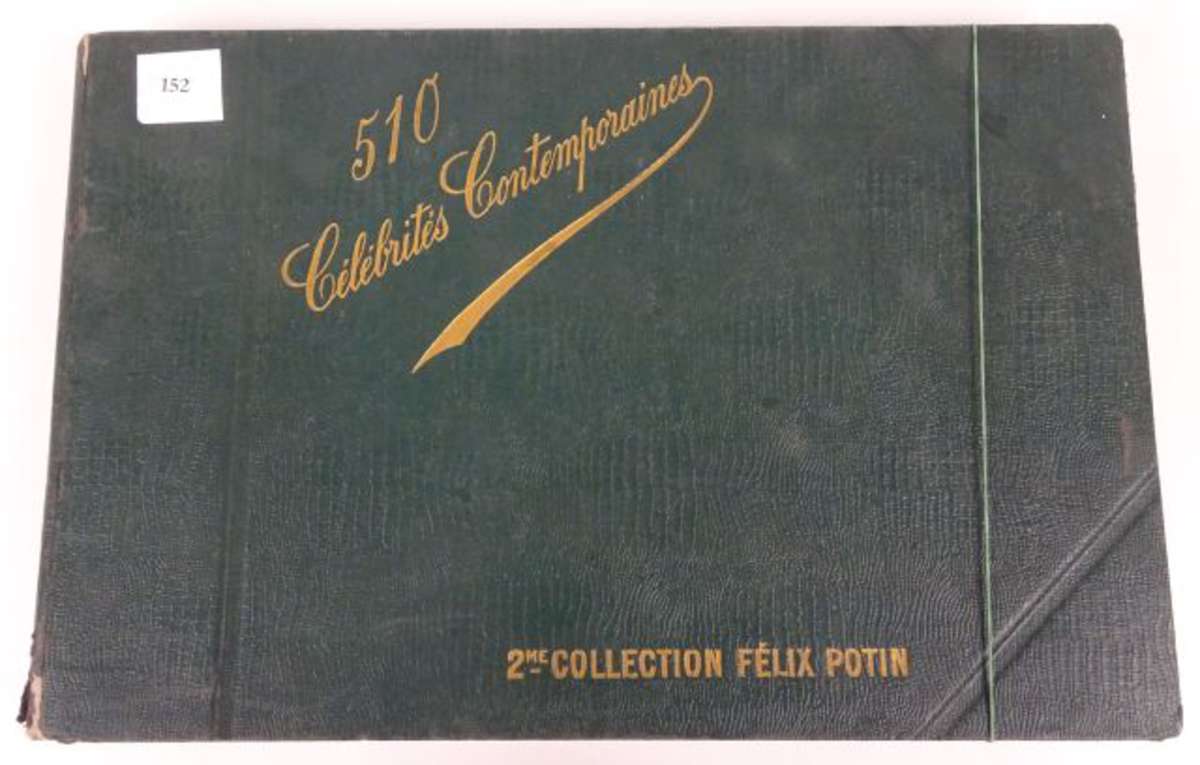 152
510
Célébrités Contemporaines
2ME COLLECTION FÉLIX POTIN